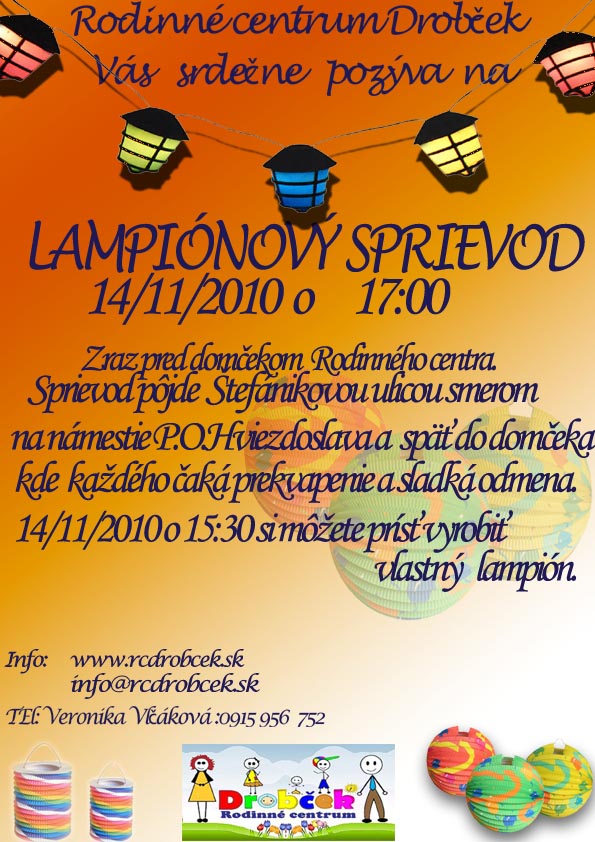 Rodinné centrum Drobček
Vás srdečne pozýva na
LAMPIÓNOVÝ SPRIEVOD
14/11/2010 o 17:00
Zraz pred domčekom Rodinného centra.
Sprievod pôjde Štefánikovou ulicou smerom
na námestie P.O.Hviezdoslava a späť do domčeka
kde každého čaká prekvapenie a sladká odmena.
14/11/2010 o 15:30 si môžete prísť vyrobiť
vlastný lampión.
Info: www.rcdrobcek.sk
info@rcdrobcek.sk
TEl: Veronika Vlčáková :0915 956 752
Drobček
Rodinné centrum